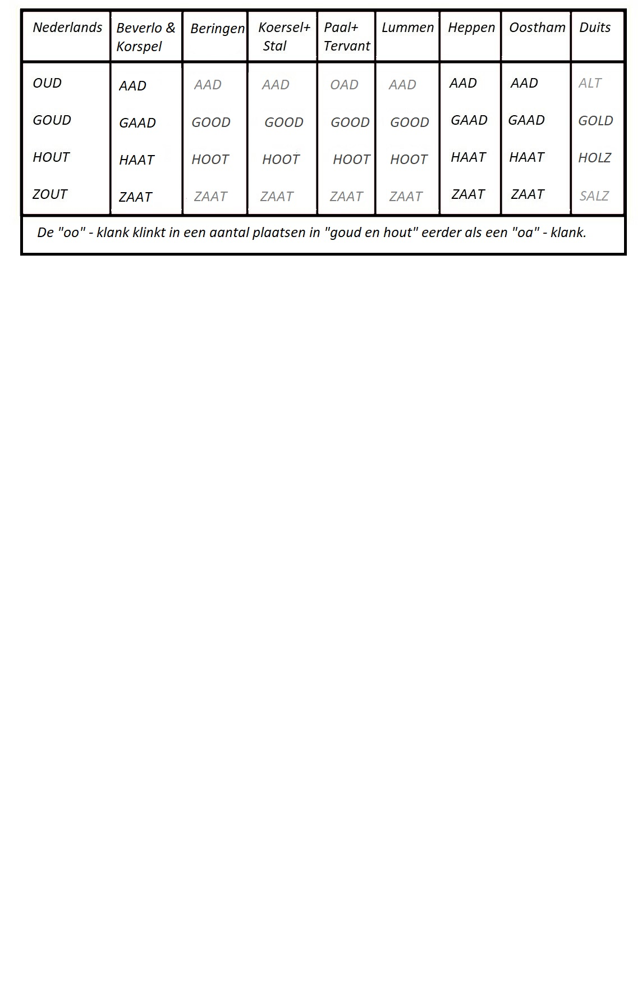 Nederlands Beverlo & Korspel Beringen Koersel+ Stal Paal+ Tervant Lummen Heppen Oostham Duits
OUD AAD AAD AAD OAD AAD AAD AAD ALT
GOUD GAAD GOOD GOOD GOOD GOOD GAAD GAAD GOLD
HOUT HAAT HOOT HOOT HOOT HOOT HAAT HAAT HOLZ
ZOUT ZAAT ZAAT ZAAT ZAAT ZAAT ZAAT ZAAT SALZ
De "oo" - klank klinkt in een aantal plaatsen in "goud en hout" eerder als een "oa" - klank.